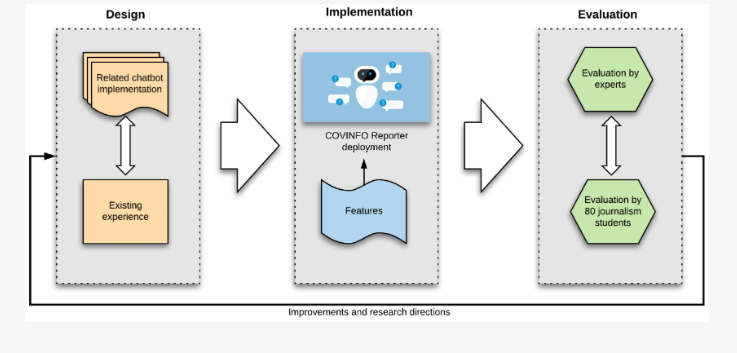 Design
Implementation
Evaluation
Related chatbot
implementation
Existing
experience
COVINFO Reporter
deployment
Features
Evaluation by
experts
Evaluation by
80 journalism
students
Improvements and research directions